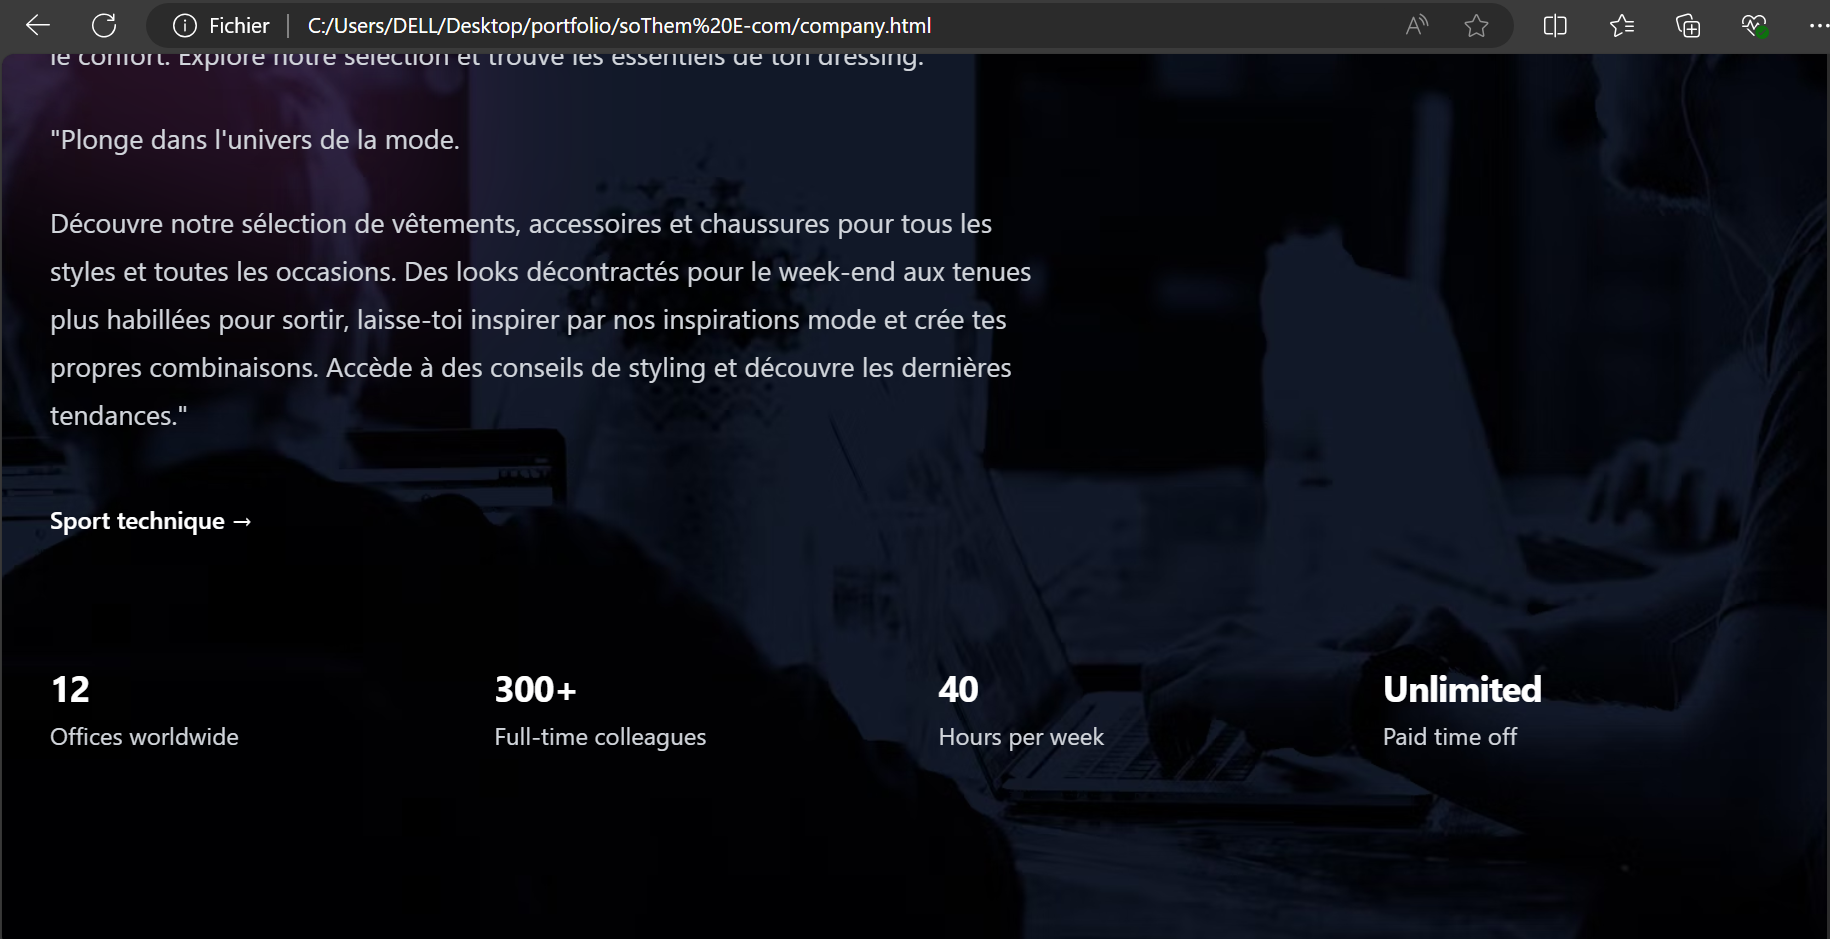 Fichier
C:/Users/DELL/Desktop/portfolio/soThem%20E-com/company.html
le confort. Explore notre sélection et trouve les essentiels de ton dressing.
"Plonge dans l'univers de la mode.
Découvre notre sélection de vêtements, accessoires et chaussures pour tous les
styles et toutes les occasions. Des looks décontractés pour le week-end aux tenues
plus habillées pour sortir, laisse-toi inspirer par nos inspirations mode et crée tes
propres combinaisons. Accède à des conseils de styling et découvre les dernières
tendances."
Sport technique →
12
Offices worldwide
300+
Full-time colleagues
40
Hours per week
Unlimited
Paid time off